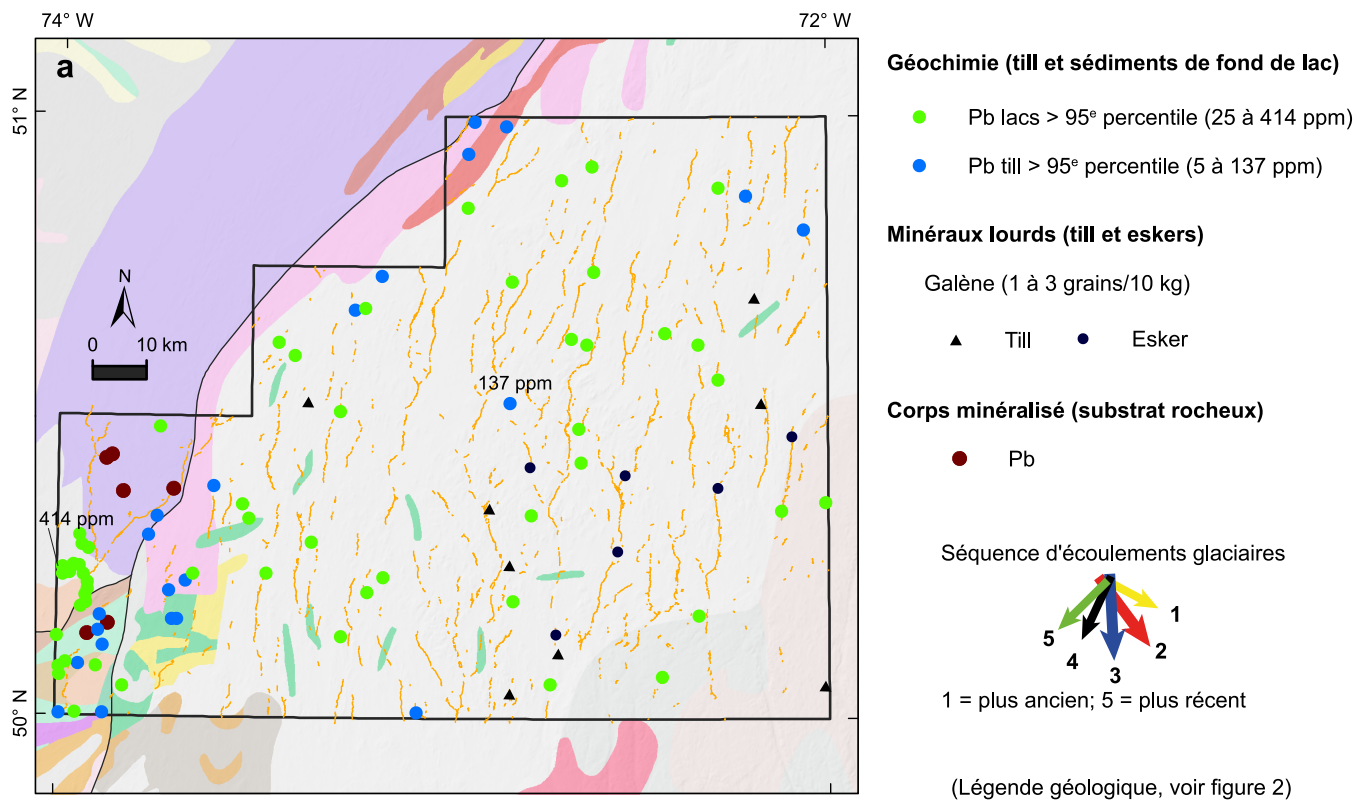 74° W
72° W
a
51° N
50° N
N
0 10 km
137 ppm
414 ppm
Géochimie (till et sédiments de fond de lac)
Pb lacs > 95e percentile (25 à 414 ppm)
Pb till > 95e percentile (5 à 137 ppm)
Minéraux lourds (till et eskers)
Galène (1 à 3 grains/10 kg)
Till Esker
Corps minéralisé (substrat rocheux)
Pb
Séquence d'écoulements glaciaires
1
2
3
4
5
1 = plus ancien; 5 = plus récent
(Légende géologique, voir figure 2)